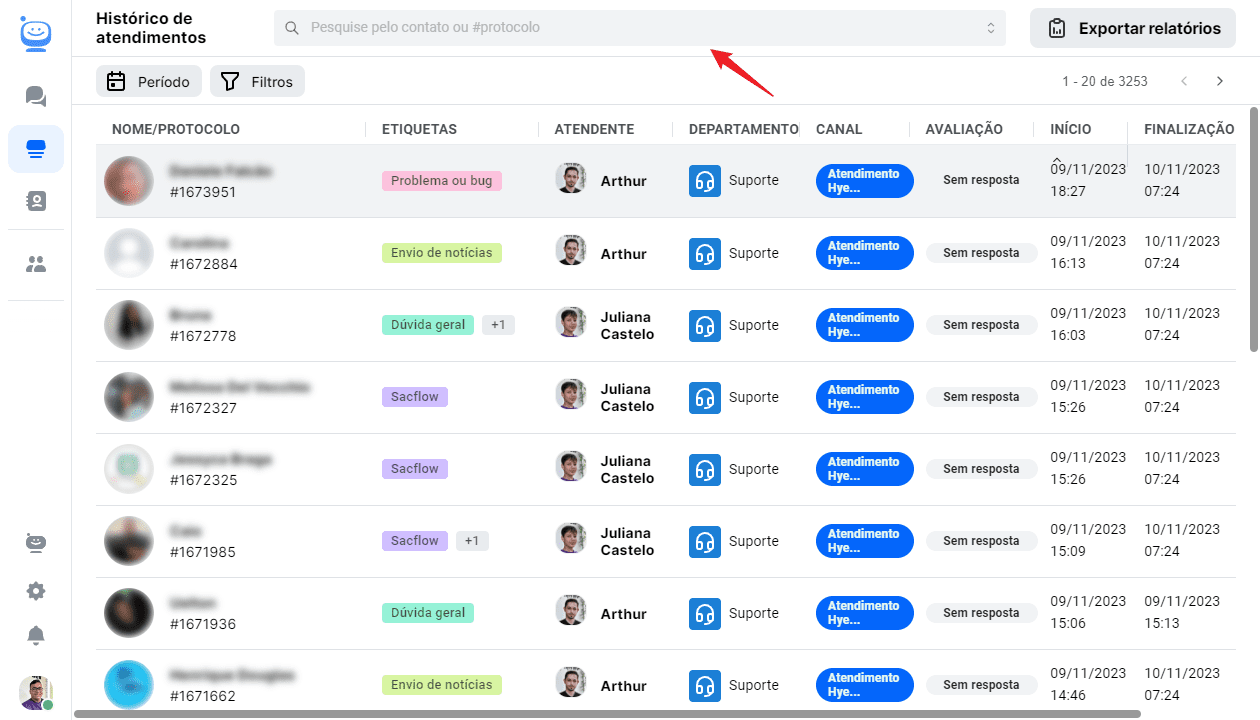 Histórico de
atendimentos
Pesquise pelo contato ou #protocolo
Exportar relatórios
Período
Filtros
1 - 20 de 3253
NOME/PROTOCOLO ETIQUETAS ATENDENTE DEPARTAMENTO CANAL AVALIAÇÃO INÍCIO FINALIZAÇÃO
#1673951
Problema ou bug
Arthur
Suporte
Atendimento
Hye...
Sem resposta
09/11/2023
18:27
10/11/2023
07:24
#1672884
Envio de notícias
Arthur
Suporte
Atendimento
Hye...
Sem resposta
09/11/2023
16:13
10/11/2023
07:24
#1672778
Dúvida geral +1
Juliana
Castelo
Suporte
Atendimento
Hye...
Sem resposta
09/11/2023
16:03
10/11/2023
07:24
#1672327
Sacflow
Juliana
Castelo
Suporte
Atendimento
Hye...
Sem resposta
09/11/2023
15:26
10/11/2023
07:24
#1672325
Sacflow
Juliana
Castelo
Suporte
Atendimento
Hye...
Sem resposta
09/11/2023
15:26
10/11/2023
07:24
#1671985
Sacflow +1
Juliana
Castelo
Suporte
Atendimento
Hye...
Sem resposta
09/11/2023
15:09
10/11/2023
07:24
#1671936
Dúvida geral
Arthur
Suporte
Atendimento
Hye...
Sem resposta
09/11/2023
15:06
09/11/2023
15:13
#1671662
Envio de notícias
Arthur
Suporte
Atendimento
Hye...
Sem resposta
09/11/2023
14:46
10/11/2023
07:24